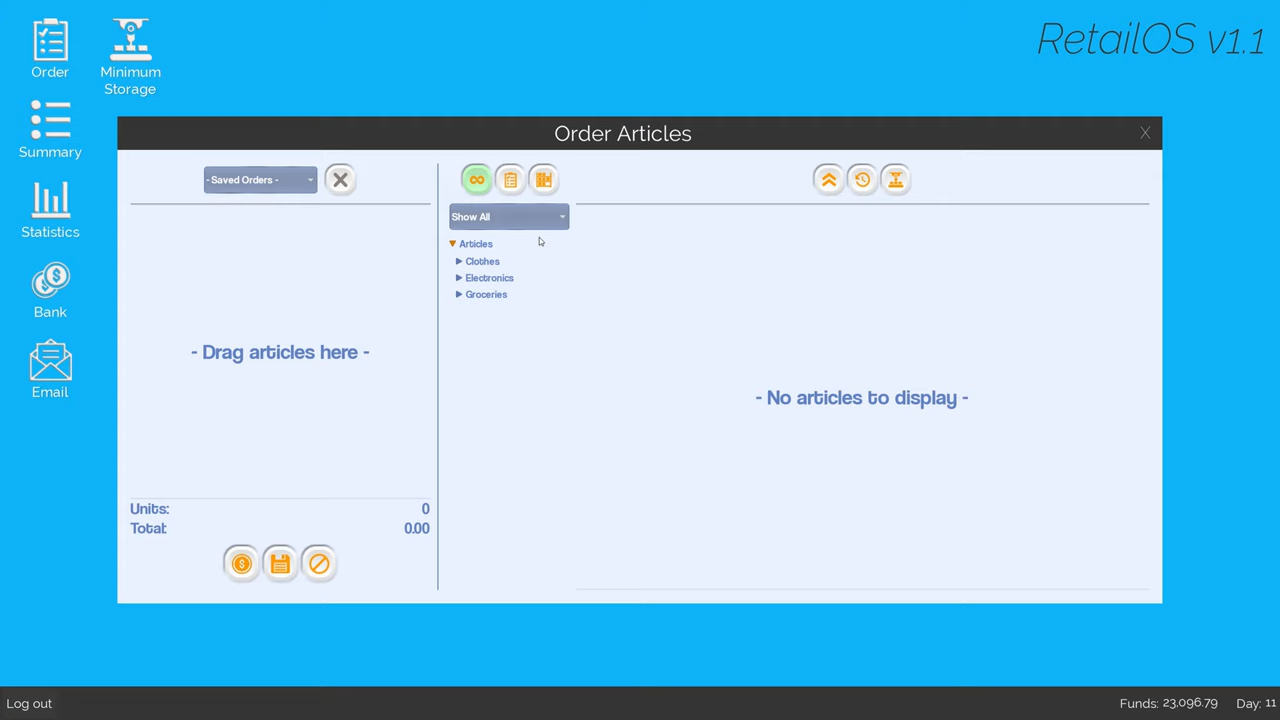 RetailOS v1.1
Order
Minimum
Storage
Summary
Statistics
Bank
Email
Order Articles
X
- Saved Orders -
Show All
Articles
Clothes
Electronics
Groceries
- Drag articles here -
- No articles to display -
Units: 0
Total: 0.00
Log out
Funds: 23,096.79 Day: 11